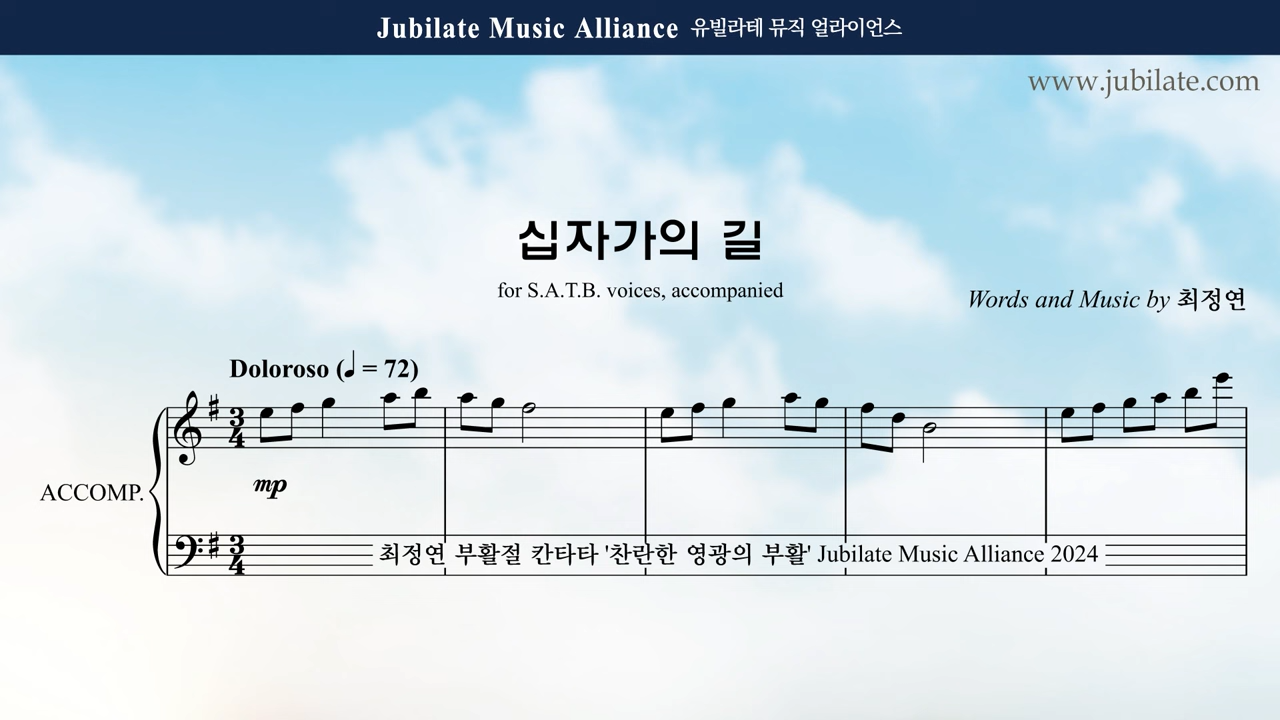 Jubilate Music Alliance 유빌라테 뮤직 얼라이언스
www.jubilate.com
십자가의 길
for S.A.T.B. voices, accompanied
Words and Music by 최정연
Doloroso (♩ = 72)
3
4
mp
ACCOMP.
3
4
최정연 부활절 칸타타 '찬란한 영광의 부활' Jubilate Music Alliance 2024